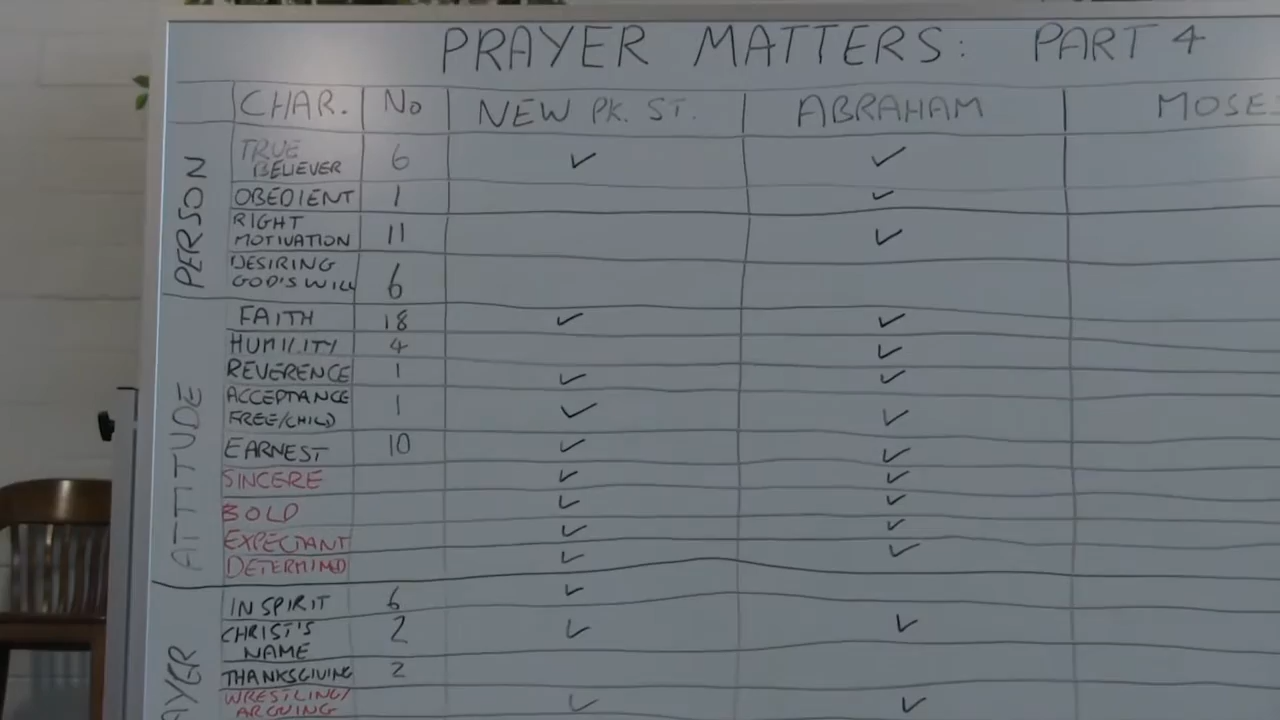 PRAYER MATTERS: PART 4
CHAR. No NEW PK. ST. ABRAHAM MOSE
PERSON
TRUE
BELIEVER 6 ✓ ✓
OBEDIENT 1 ✓
RIGHT
MOTIVATION 11 ✓
DESIRING
GOD'S WILL 6
ATTITUDE
FAITH 18 ✓ ✓
HUMILITY 4 ✓
REVERENCE 1 ✓ ✓
ACCEPTANCE
FREE/CHILD 1 ✓ ✓
EARNEST 10 ✓ ✓
SINCERE ✓ ✓
BOLD ✓ ✓
EXPECTANT ✓ ✓
DETERMINED ✓ ✓
AYER
IN SPIRIT 6 ✓
CHRIST'S
NAME 2 ✓ ✓
THANKSGIVING 2
WRESTLING/
ARGUING ✓ ✓